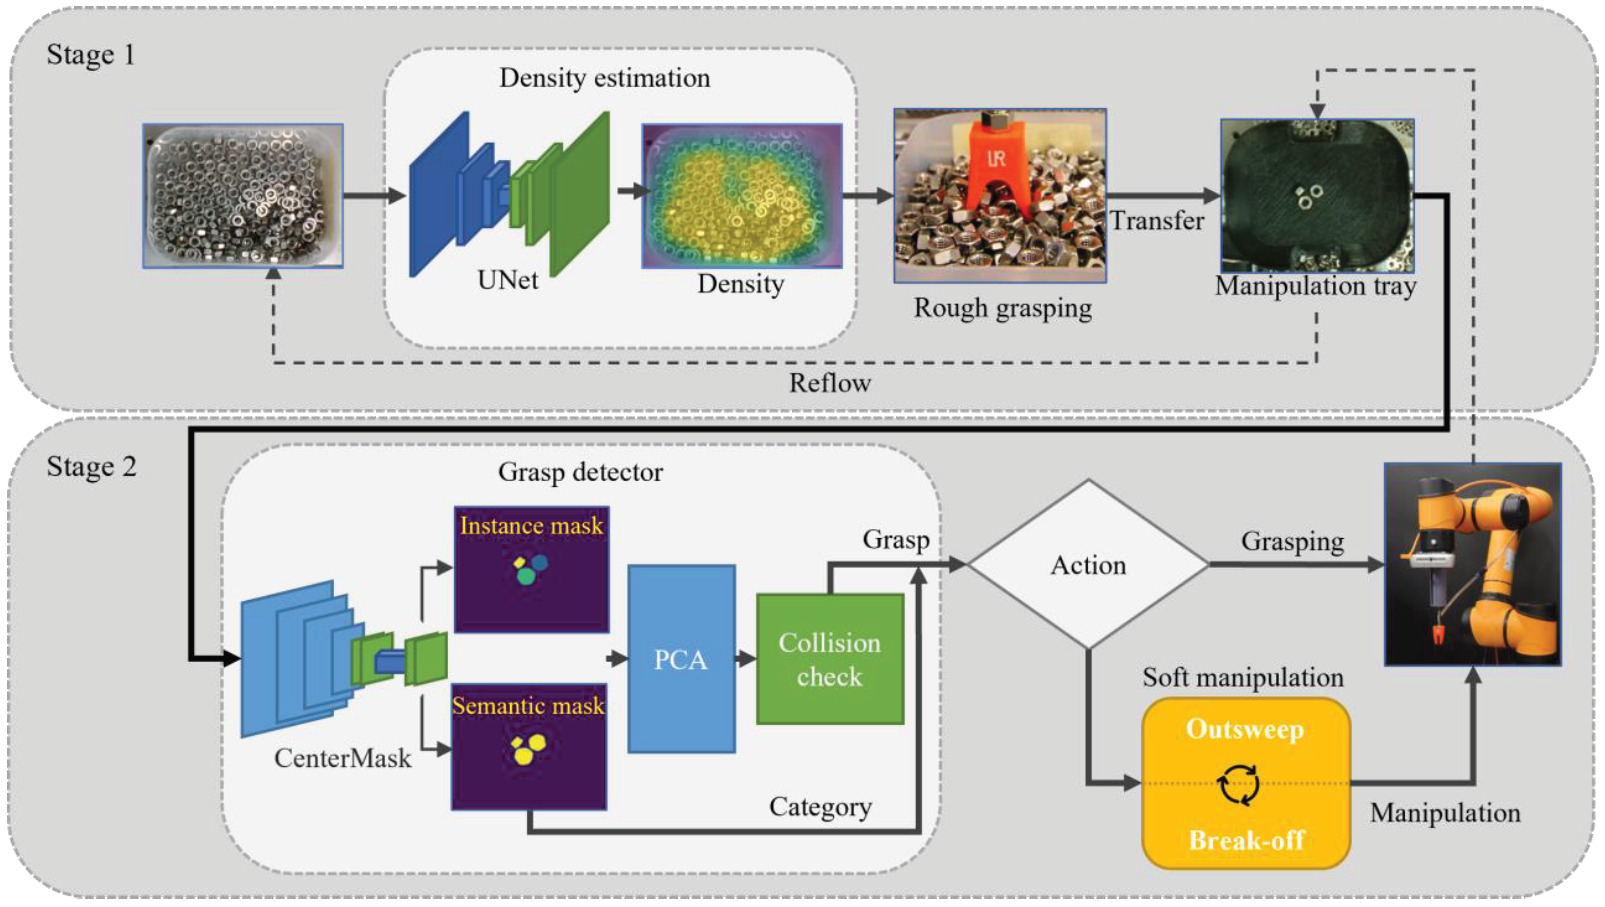 Stage 1
Density estimation
UNet
Density
UR
Rough grasping
Transfer
Manipulation tray
Reflow
Stage 2
Grasp detector
Instance mask
CenterMask
Semantic mask
PCA
Collision
check
Grasp
Category
Action
Grasping
Soft manipulation
Outsweep
Break-off
Manipulation